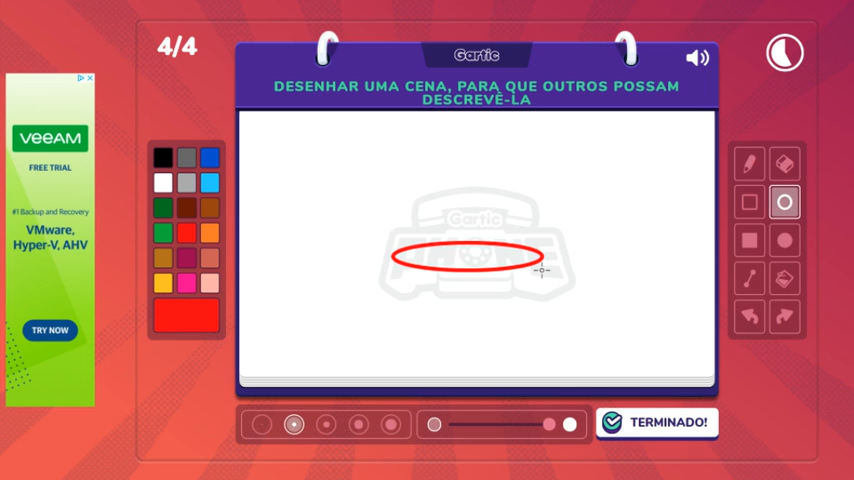 4/4
Gartic
DESENHAR UMA CENA, PARA QUE OUTROS POSSAM
DESCREVÊ-LA
veeam
FREE TRIAL
#1 Backup and Recovery
VMware,
Hyper-V, AHV
TRY NOW
Gartic
PHONE
TERMINADO!